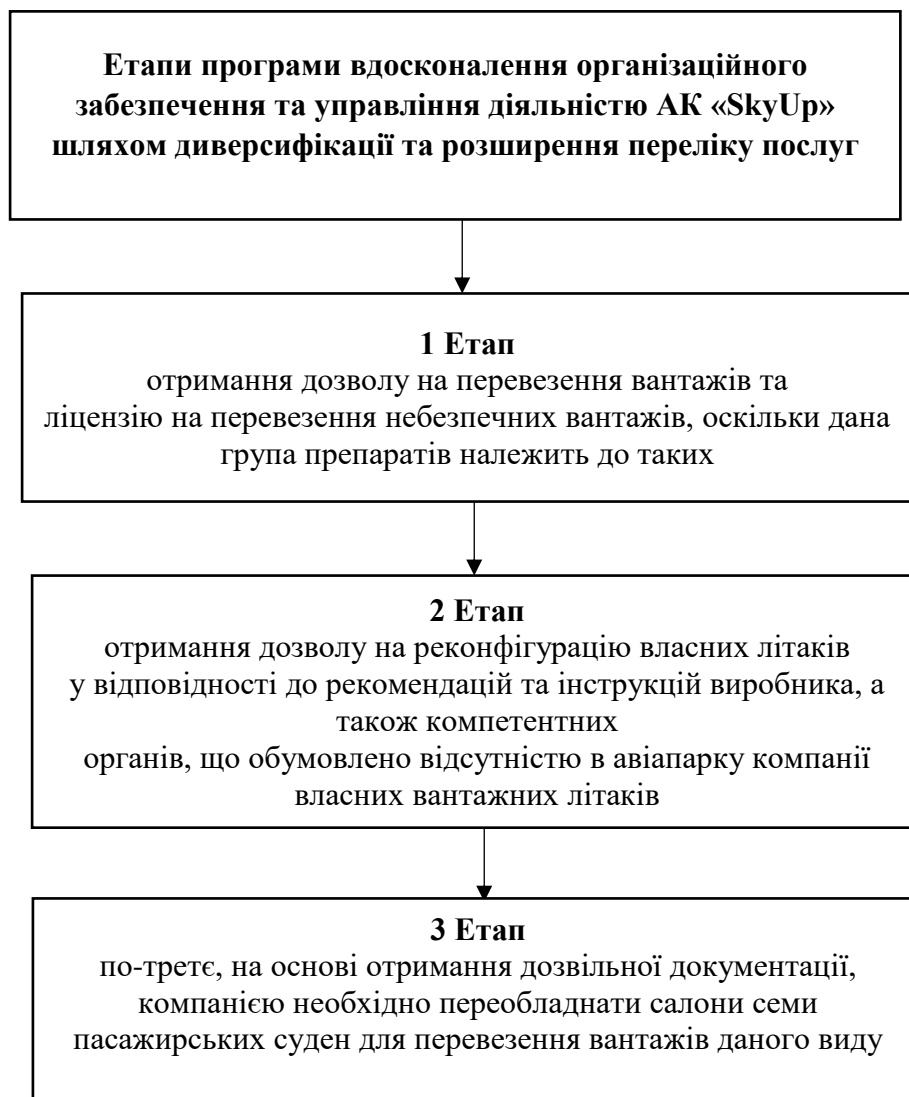 Етапи програми вдосконалення організаційного
забезпечення та управління діяльністю АК «SkyUp»
шляхом диверсифікації та розширення переліку послуг
1 Етап
отримання дозволу на перевезення вантажів та
ліцензію на перевезення небезпечних вантажів, оскільки дана
група препаратів належить до таких
2 Етап
отримання дозволу на реконфігурацію власних літаків
у відповідності до рекомендацій та інструкцій виробника, а
також компетентних
органів, що обумовлено відсутністю в авіапарку компанії
власних вантажних літаків
3 Етап
по-третє, на основі отримання дозвільної документації,
компанією необхідно переобладнати салони семи
пасажирських суден для перевезення вантажів даного виду